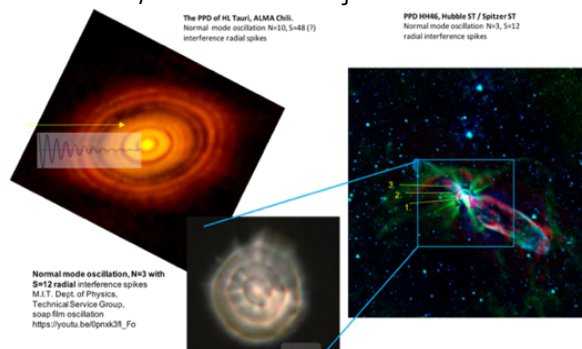 The PPD of HL Tauri, ALMA Chili.
Normal mode oscillation N=10, S=48 (?)
interference radial spikes
PPD HH46, Hubble ST / Spitzer ST
Normal mode oscillation N=3, S=12
radial interference spikes
3.
2.
1.
Normal mode oscillation, N=3 with
S=12 radial interference spikes
M.I.T. Dept. of Physics,
Technical Service Group,
soap film oscillation
https://youtu.be/0pnxk3fI_Fo